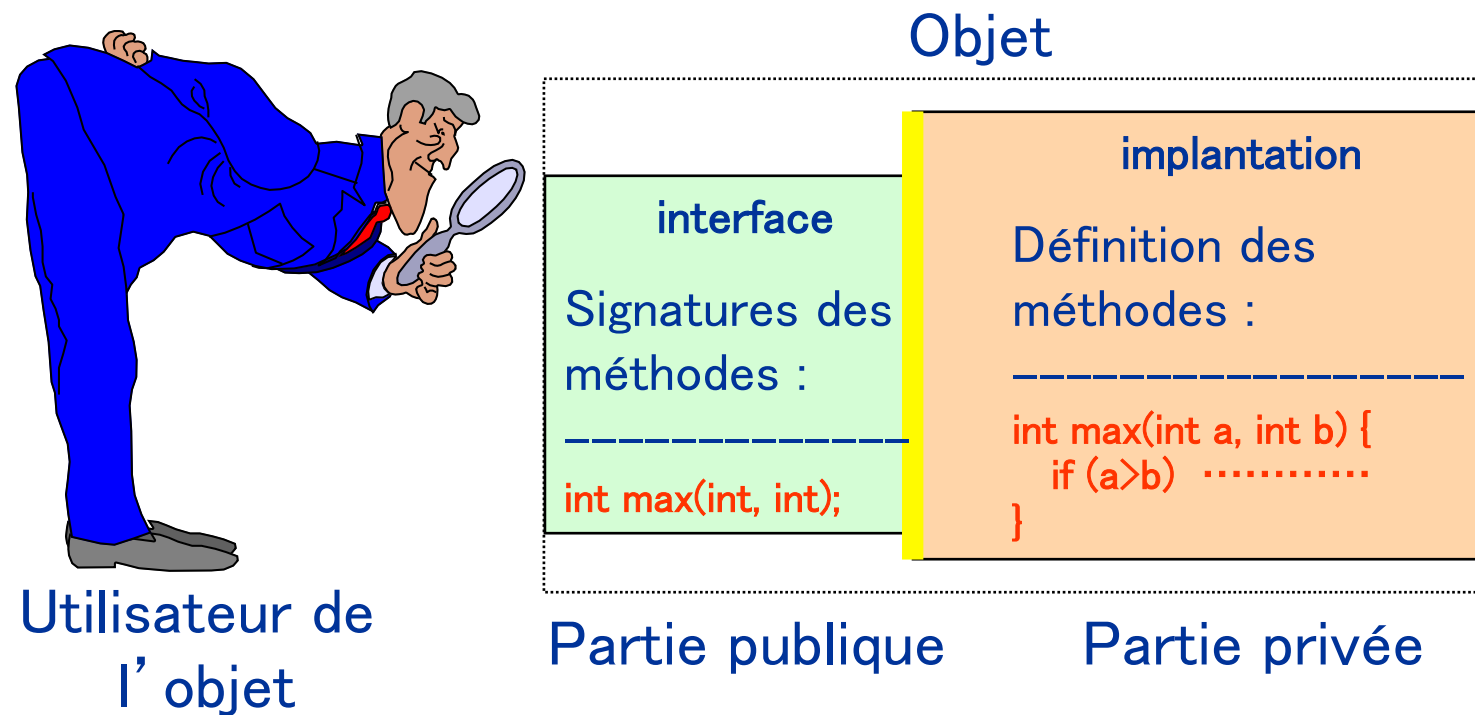 Objet
interface
Signatures des
méthodes :
-------------
int max(int, int);
implantation
Définition des
méthodes :
-----------------
int max(int a, int b) {
if (a>b) ............
}
Utilisateur de
l’objet
Partie publique
Partie privée